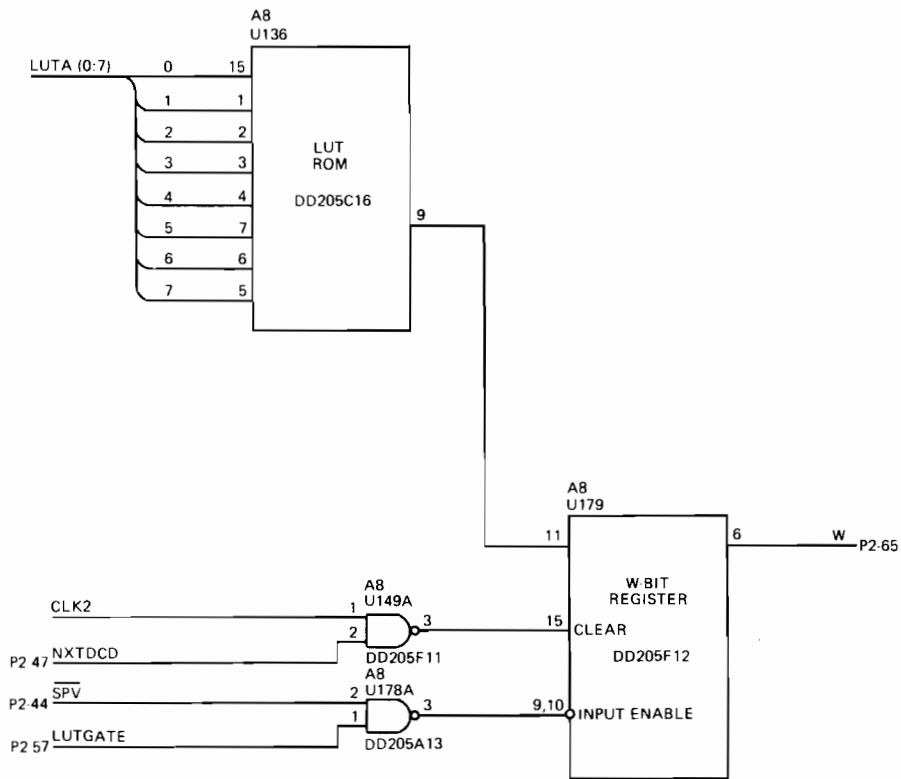 A8
U136
LUTA (0:7) 0 15
1 1
2 2
3 3
4 4
5 7
6 6
7 5
LUT
ROM
DD205C16
9
A8
U179
11
6 W P2-65
W-BIT
REGISTER
DD205F12
15 CLEAR
9,10 INPUT ENABLE
A8
U149A
CLK2 1
2
3
P2 47 NXTDCD
DD205F11
A8
U178A
P2-44 SPV 2
1
3
P2 57 LUTGATE
DD205A13